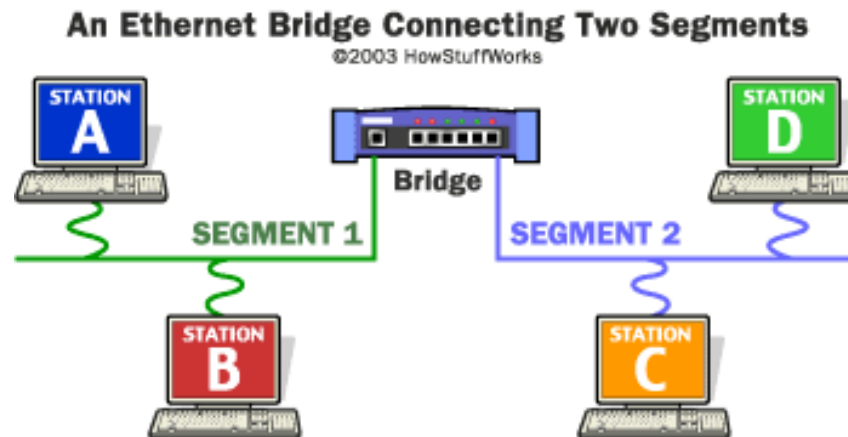 An Ethernet Bridge Connecting Two Segments
©2003 HowStuffWorks
STATION
A
STATION
D
Bridge
SEGMENT 1
SEGMENT 2
STATION
B
STATION
C